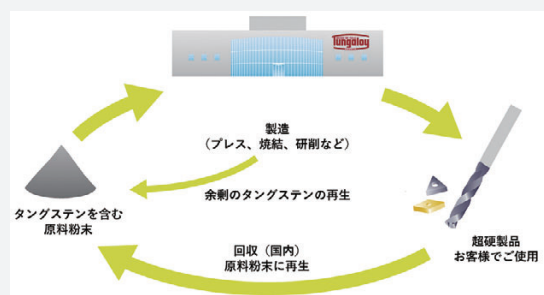 Tungaloy
製造
（プレス、焼結、研削など）
余剰のタングステンの再生
タングステンを含む
原料粉末
超硬製品
お客様でご使用
回収（国内）
原料粉末に再生